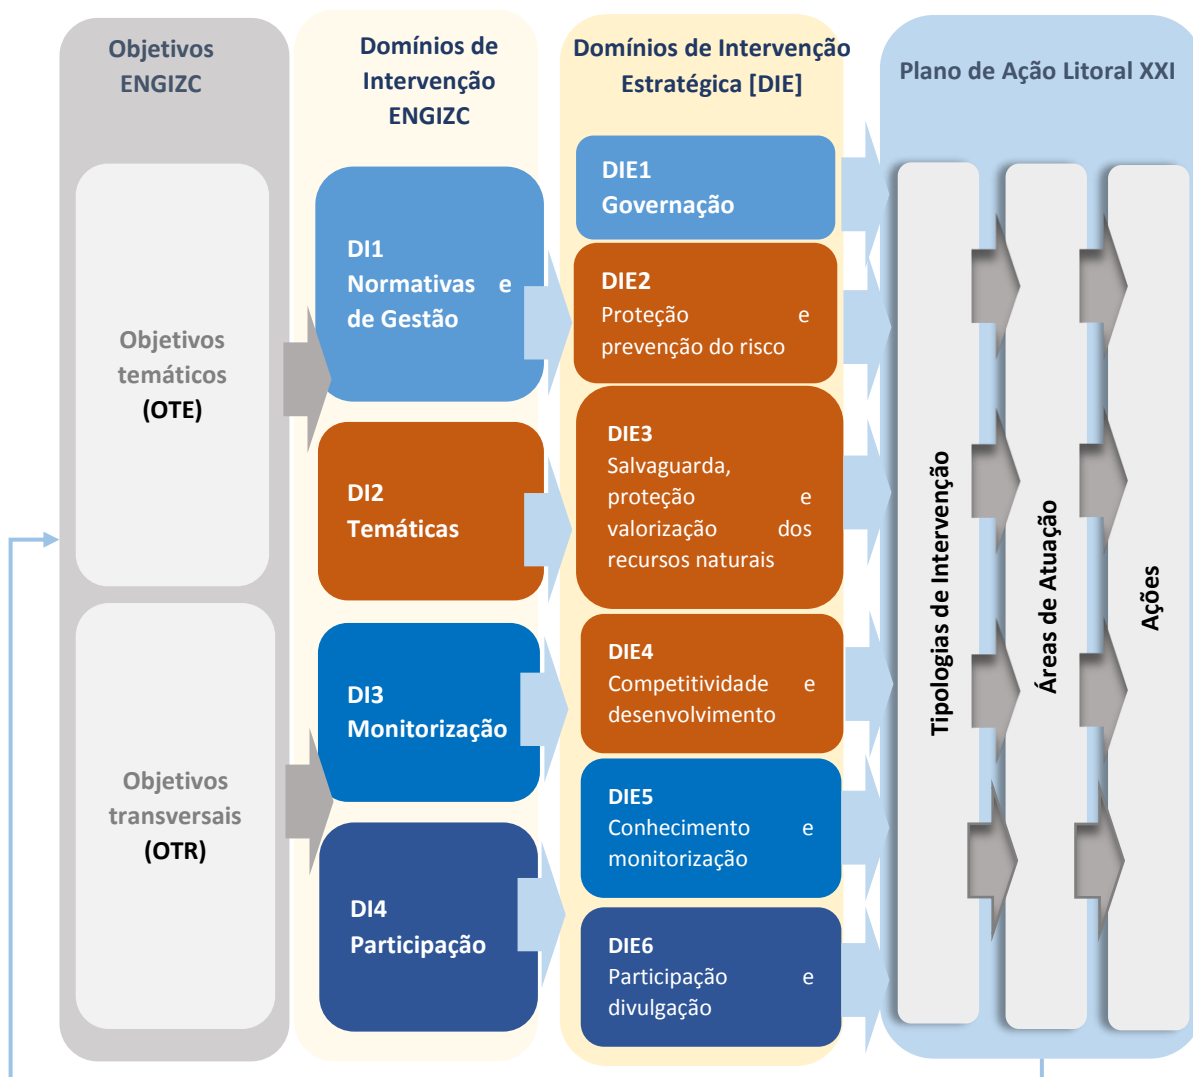 Objetivos
ENGIZC
Domínios de
Intervenção
ENGIZC
Domínios de Intervenção
Estratégica [DIE]
Plano de Ação Litoral XXI
Objetivos
temáticos
(OTE)
Objetivos
transversais
(OTR)
DI1
Normativas e
de Gestão
DI2
Temáticas
DI3
Monitorização
DI4
Participação
DIE1
Governação
DIE2
Proteção e
prevenção do risco
DIE3
Salvaguarda,
proteção e
valorização dos
recursos naturais
DIE4
Competitividade e
desenvolvimento
DIE5
Conhecimento e
monitorização
DIE6
Participação e
divulgação
Tipologias de Intervenção
Áreas de Atuação
Ações